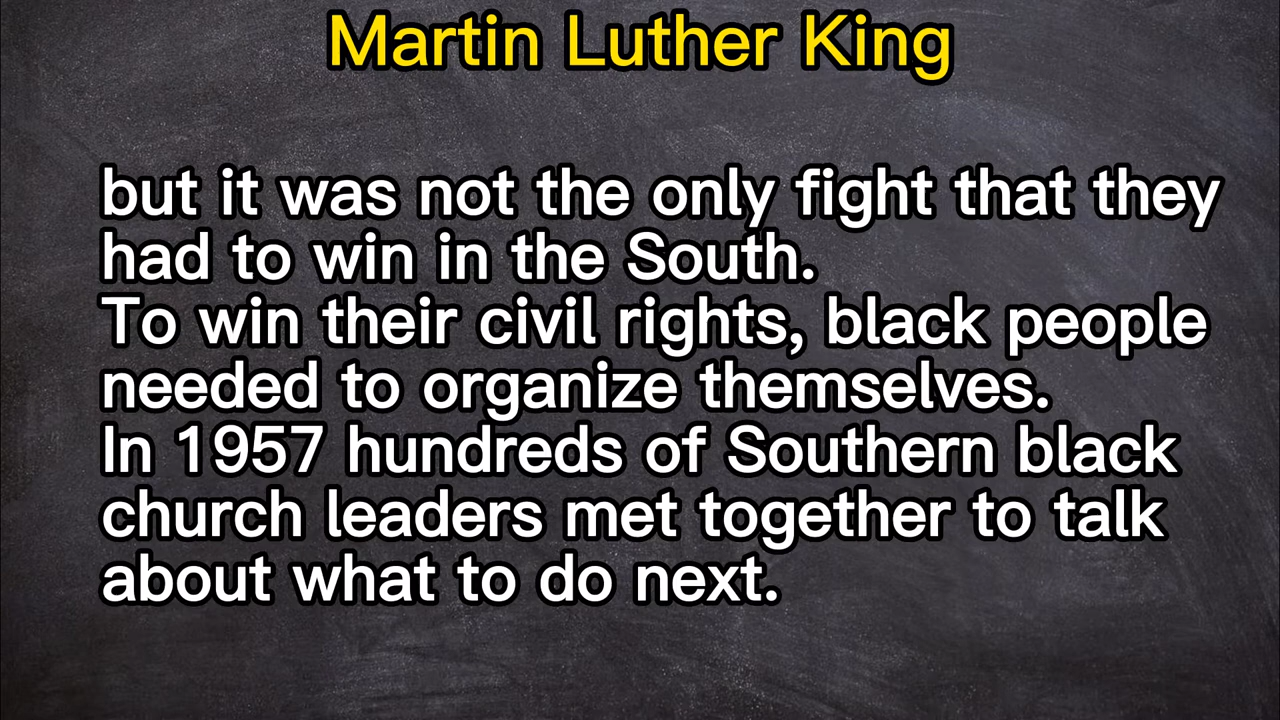 Martin Luther King
but it was not the only fight that they
had to win in the South.
To win their civil rights, black people
needed to organize themselves.
In 1957 hundreds of Southern black
church leaders met together to talk
about what to do next.